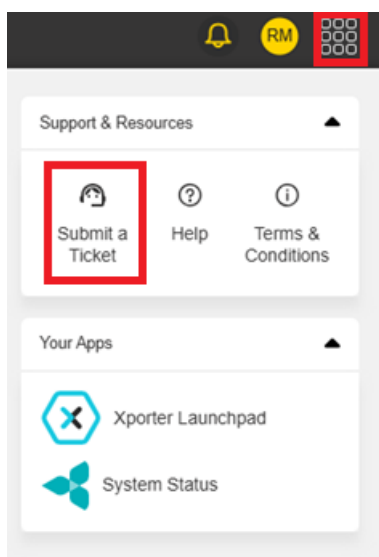 RM
Support & Resources
Submit a
Ticket
Help
Terms &
Conditions
Your Apps
Xporter Launchpad
System Status